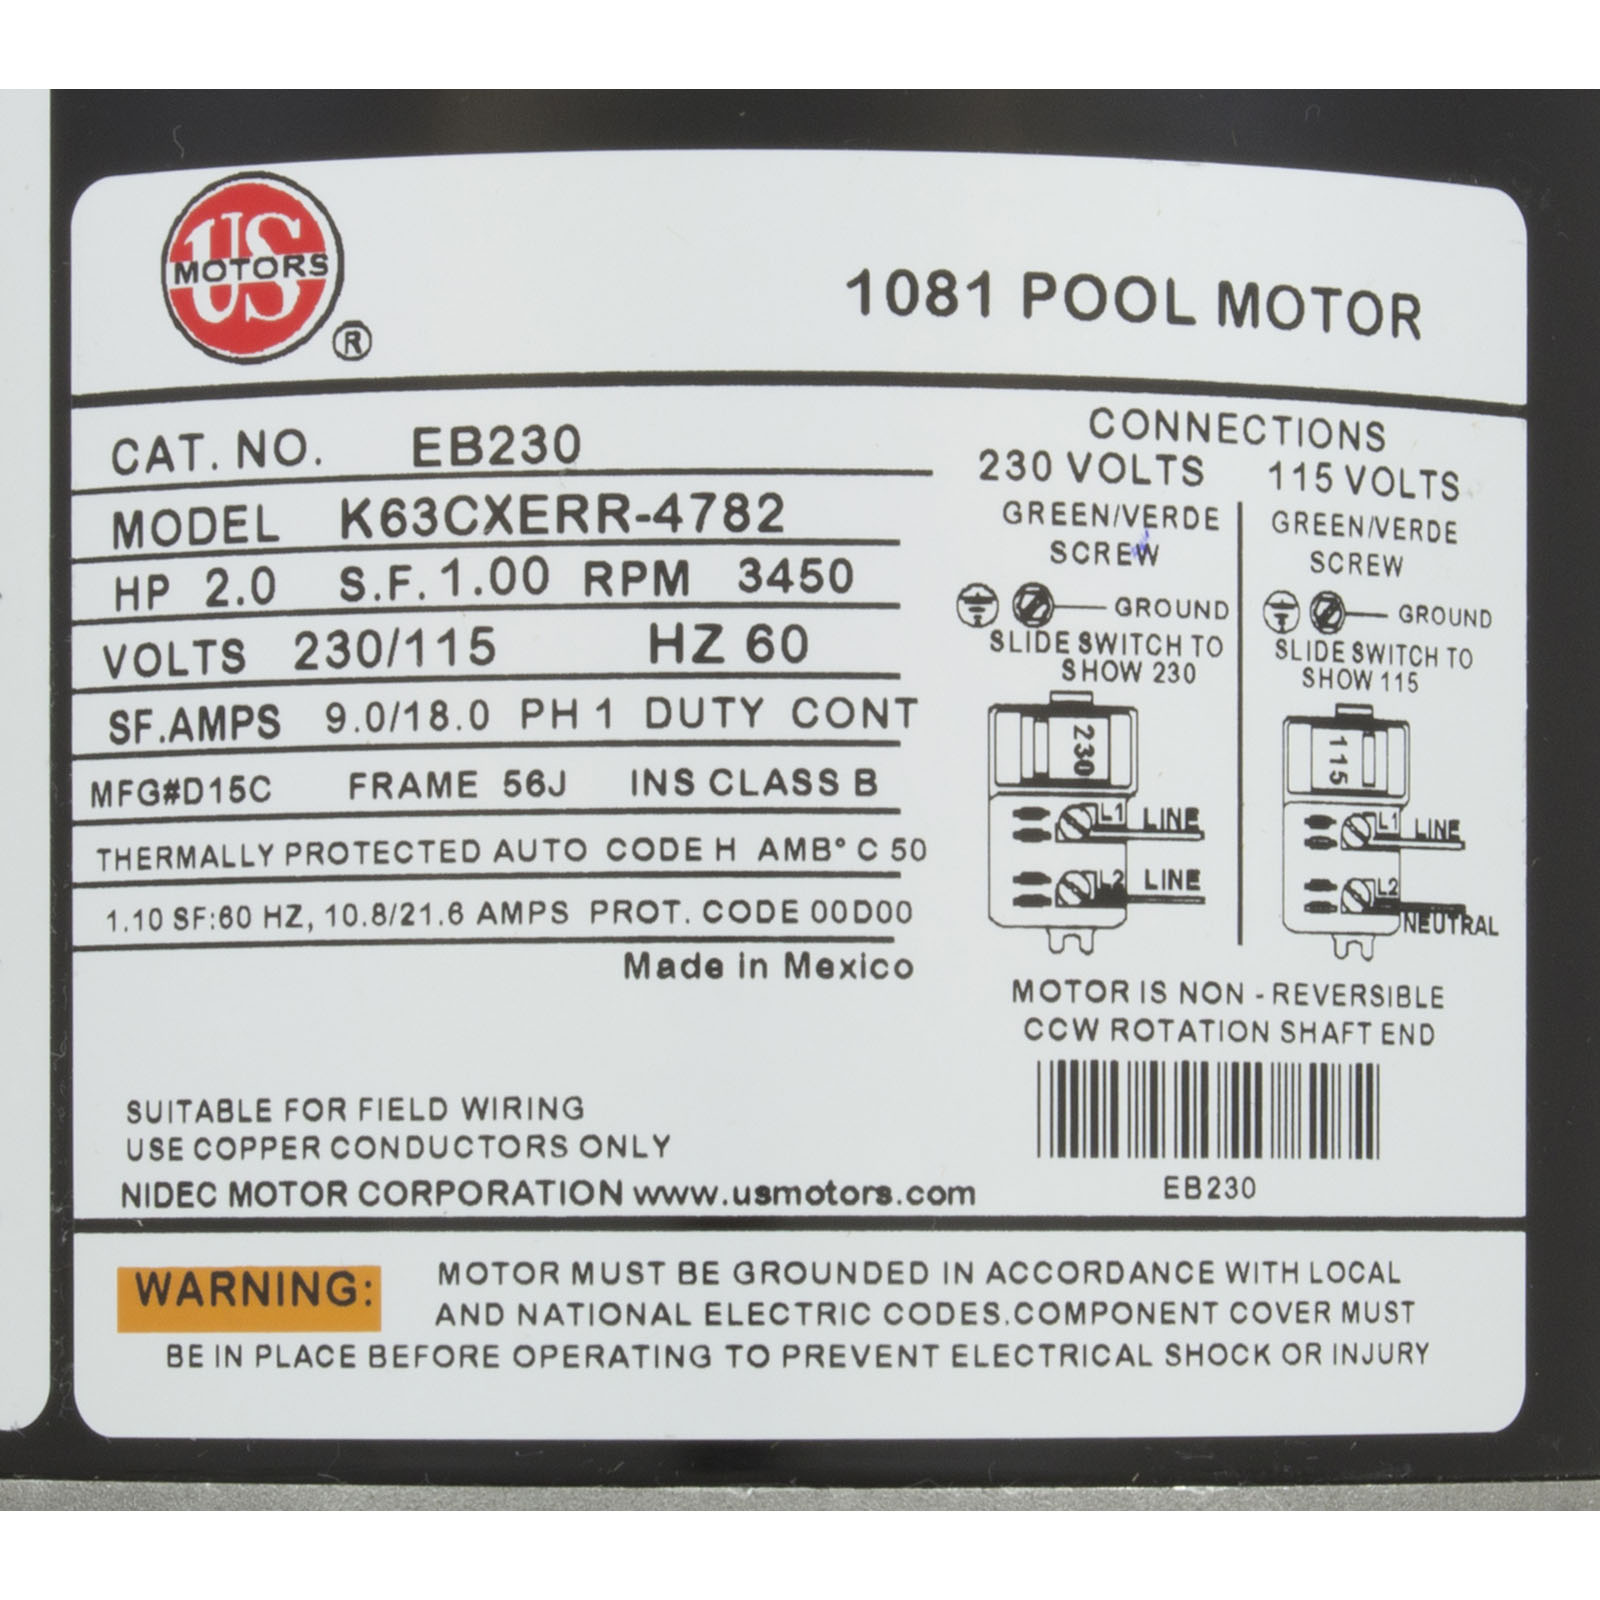 US
MOTORS
®
1081 POOL MOTOR
CAT. NO. EB230
MODEL K63CXERR-4782
HP 2.0 S.F. 1.00 RPM 3450
VOLTS 230/115 HZ 60
SF.AMPS 9.0/18.0 PH 1 DUTY CONT
MFG#D15C FRAME 56J INS CLASS B
THERMALLY PROTECTED AUTO CODE H AMB° C 50
1.10 SF:60 HZ, 10.8/21.6 AMPS PROT. CODE 00D00
Made in Mexico
CONNECTIONS
230 VOLTS
GREEN/VERDE
SCREW
GROUND
SLIDE SWITCH TO
SHOW 230
230
L1 LINE
L2 LINE
115 VOLTS
GREEN/VERDE
SCREW
GROUND
SLIDE SWITCH TO
SHOW 115
115
L1 LINE
L2
NEUTRAL
MOTOR IS NON - REVERSIBLE
CCW ROTATION SHAFT END
EB230
SUITABLE FOR FIELD WIRING
USE COPPER CONDUCTORS ONLY
NIDEC MOTOR CORPORATION www.usmotors.com
WARNING: MOTOR MUST BE GROUNDED IN ACCORDANCE WITH LOCAL
AND NATIONAL ELECTRIC CODES.COMPONENT COVER MUST
BE IN PLACE BEFORE OPERATING TO PREVENT ELECTRICAL SHOCK OR INJURY